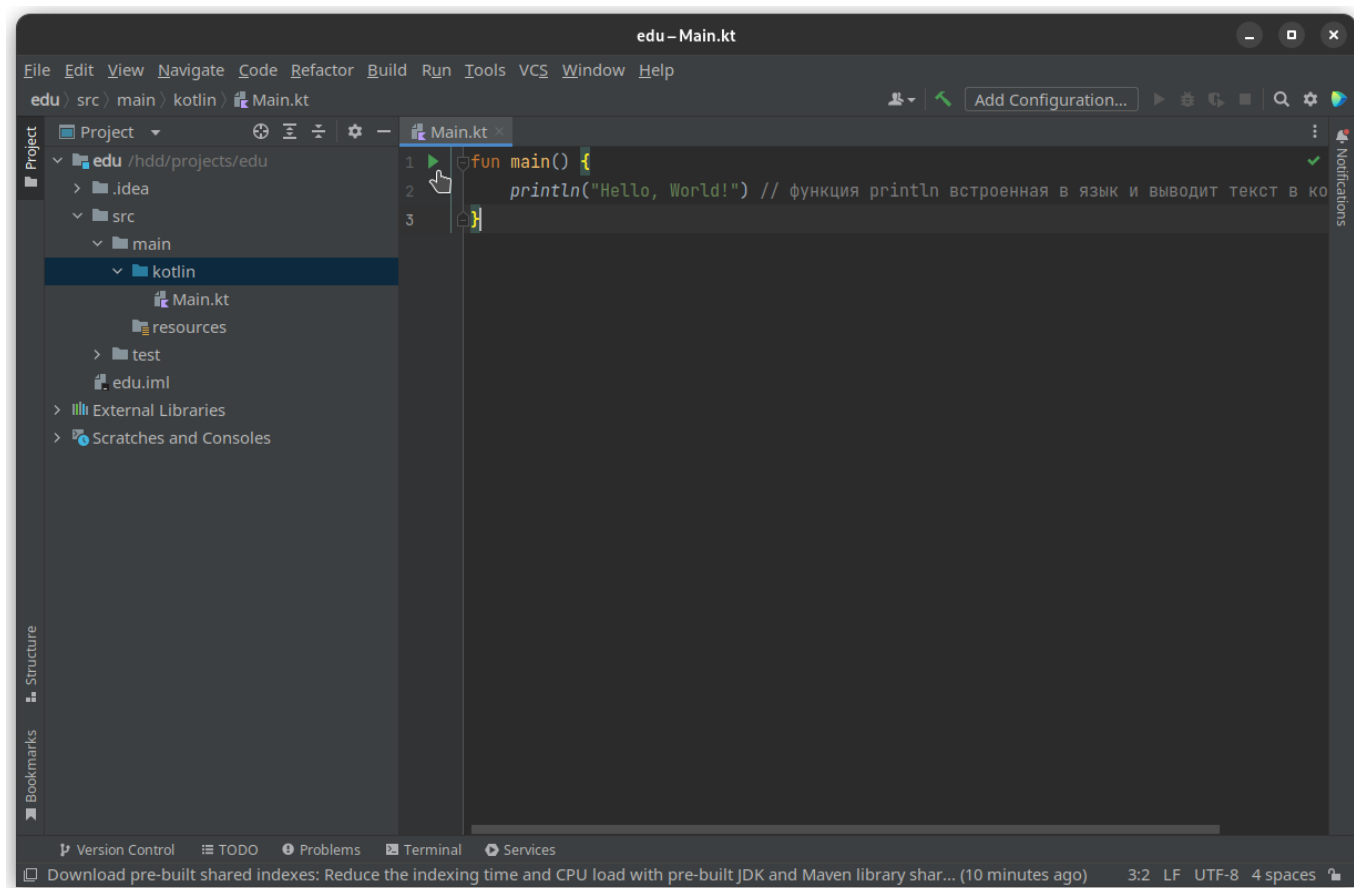 edu – Main.kt
File Edit View Navigate Code Refactor Build Run Tools VCS Window Help
edu src main kotlin Main.kt Add Configuration...
Project
Project
edu /hdd/projects/edu
.idea
src
main
kotlin
Main.kt
resources
test
edu.iml
External Libraries
Scratches and Consoles
Structure
Bookmarks
Main.kt
1 fun main() {
2 println("Hello, World!") // функция println встроенная в язык и выводит текст в ко
3 }
Notifications
Version Control TODO Problems Terminal Services
Download pre-built shared indexes: Reduce the indexing time and CPU load with pre-built JDK and Maven library shar... (10 minutes ago) 3:2 LF UTF-8 4 spaces